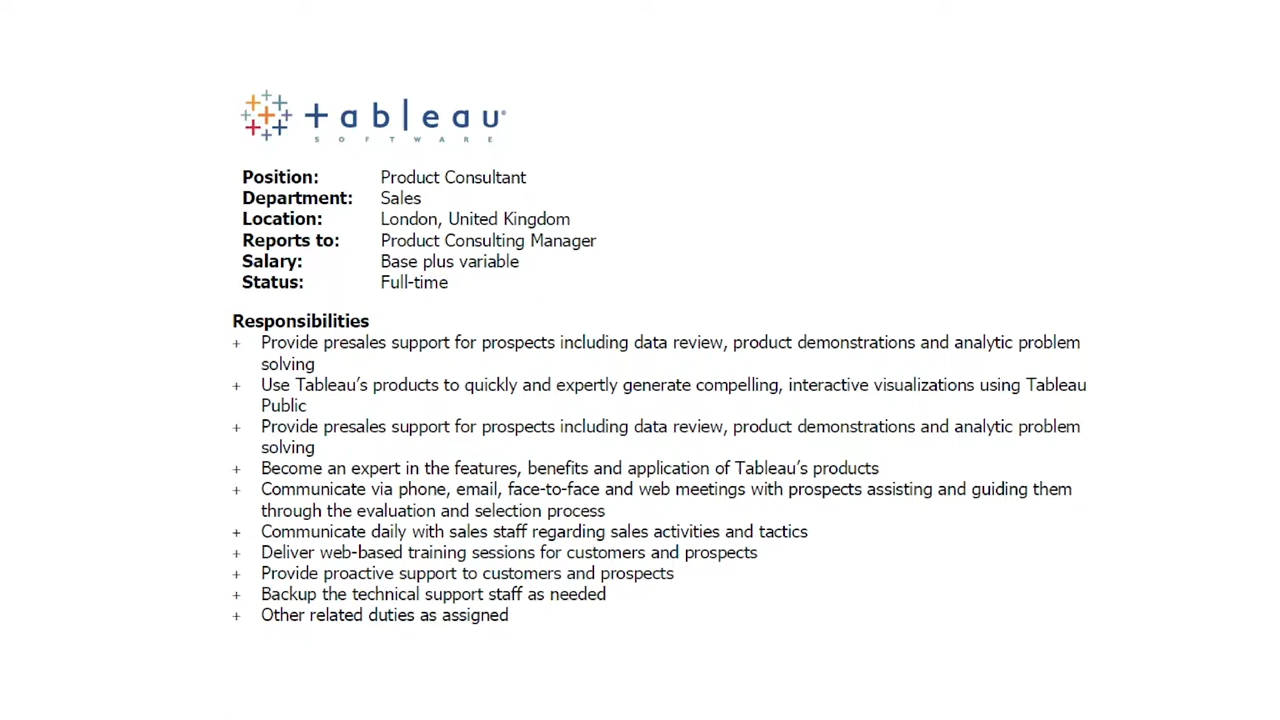 + a b | e a u®
S O F T W A R E
Position: Product Consultant
Department: Sales
Location: London, United Kingdom
Reports to: Product Consulting Manager
Salary: Base plus variable
Status: Full-time
Responsibilities
+ Provide presales support for prospects including data review, product demonstrations and analytic problem
solving
+ Use Tableau’s products to quickly and expertly generate compelling, interactive visualizations using Tableau
Public
+ Provide presales support for prospects including data review, product demonstrations and analytic problem
solving
+ Become an expert in the features, benefits and application of Tableau’s products
+ Communicate via phone, email, face-to-face and web meetings with prospects assisting and guiding them
through the evaluation and selection process
+ Communicate daily with sales staff regarding sales activities and tactics
+ Deliver web-based training sessions for customers and prospects
+ Provide proactive support to customers and prospects
+ Backup the technical support staff as needed
+ Other related duties as assigned